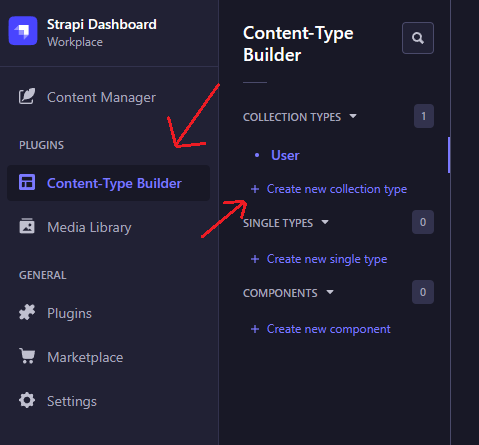 Strapi Dashboard
Workplace
Content Manager
PLUGINS
Content-Type Builder
Media Library
GENERAL
Plugins
Marketplace
Settings
Content-Type
Builder
COLLECTION TYPES 1
User
+ Create new collection type
SINGLE TYPES 0
+ Create new single type
COMPONENTS 0
+ Create new component